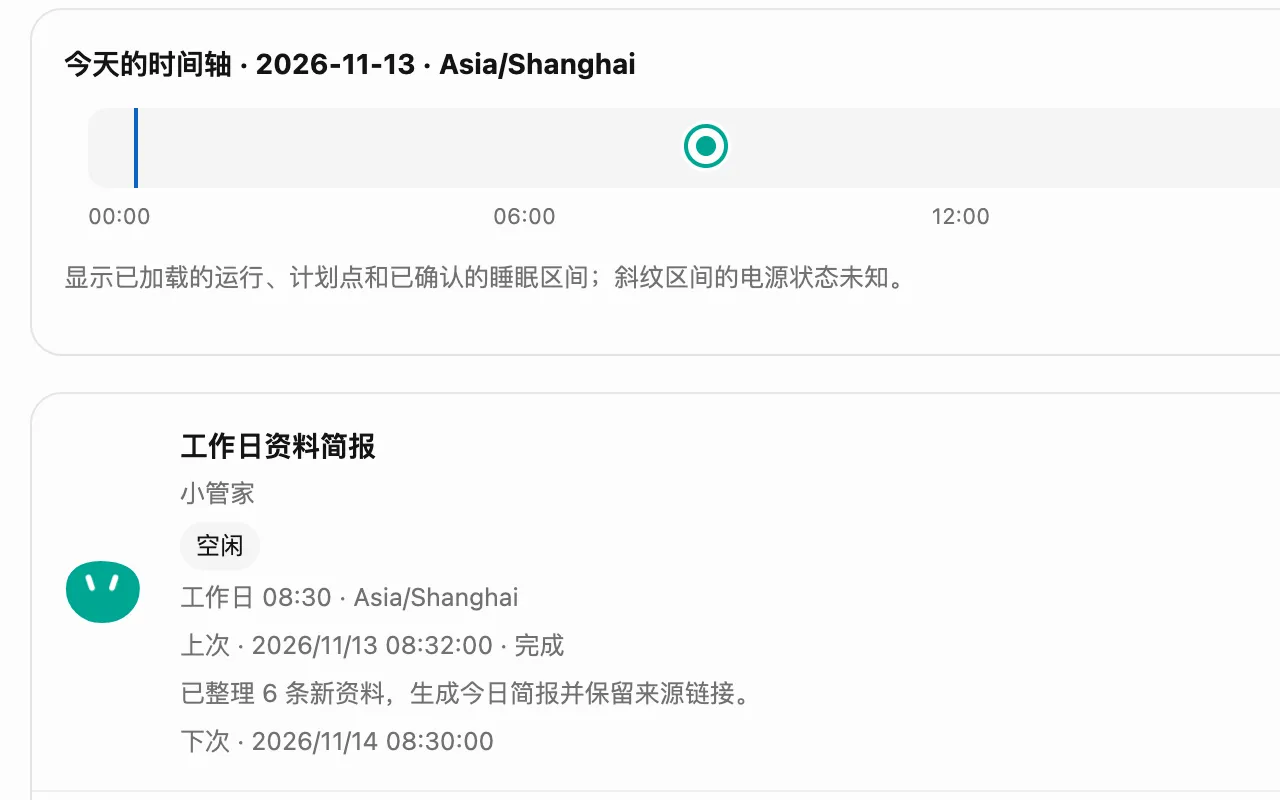 今天的时间轴 · 2026-11-13 · Asia/Shanghai
00:00 06:00 12:00
显示已加载的运行、计划点和已确认的睡眠区间；斜纹区间的电源状态未知。
工作日资料简报
小管家
空闲
工作日 08:30 · Asia/Shanghai
上次 · 2026/11/13 08:32:00 · 完成
已整理 6 条新资料，生成今日简报并保留来源链接。
下次 · 2026/11/14 08:30:00